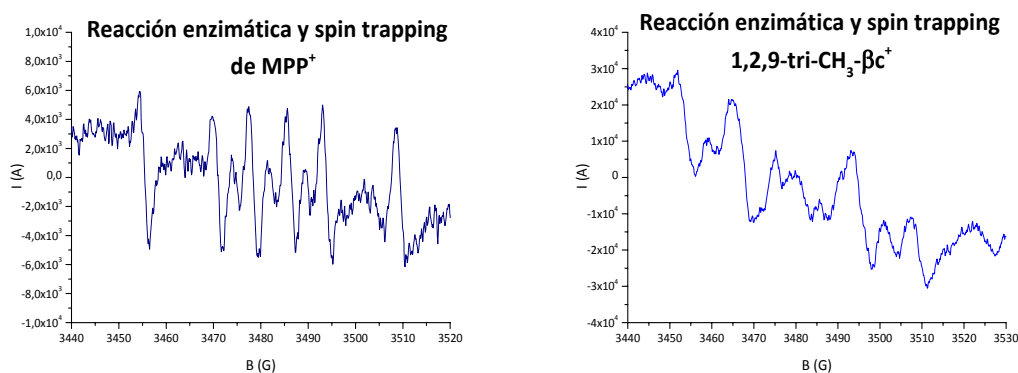 Reacción enzimática y spin trapping
de MPP⁺
1,0x10⁴
8,0x10³
6,0x10³
4,0x10³
2,0x10³
0,0
-2,0x10³
-4,0x10³
-6,0x10³
-8,0x10³
-1,0x10⁴
I (A)
3440 3450 3460 3470 3480 3490 3500 3510 3520
B (G)
Reacción enzimática y spin trapping
1,2,9-tri-CH₃-βc⁺
4x10⁴
3x10⁴
2x10⁴
1x10⁴
0
-1x10⁴
-2x10⁴
-3x10⁴
-4x10⁴
I (A)
3440 3450 3460 3470 3480 3490 3500 3510 3520 3530
B (G)